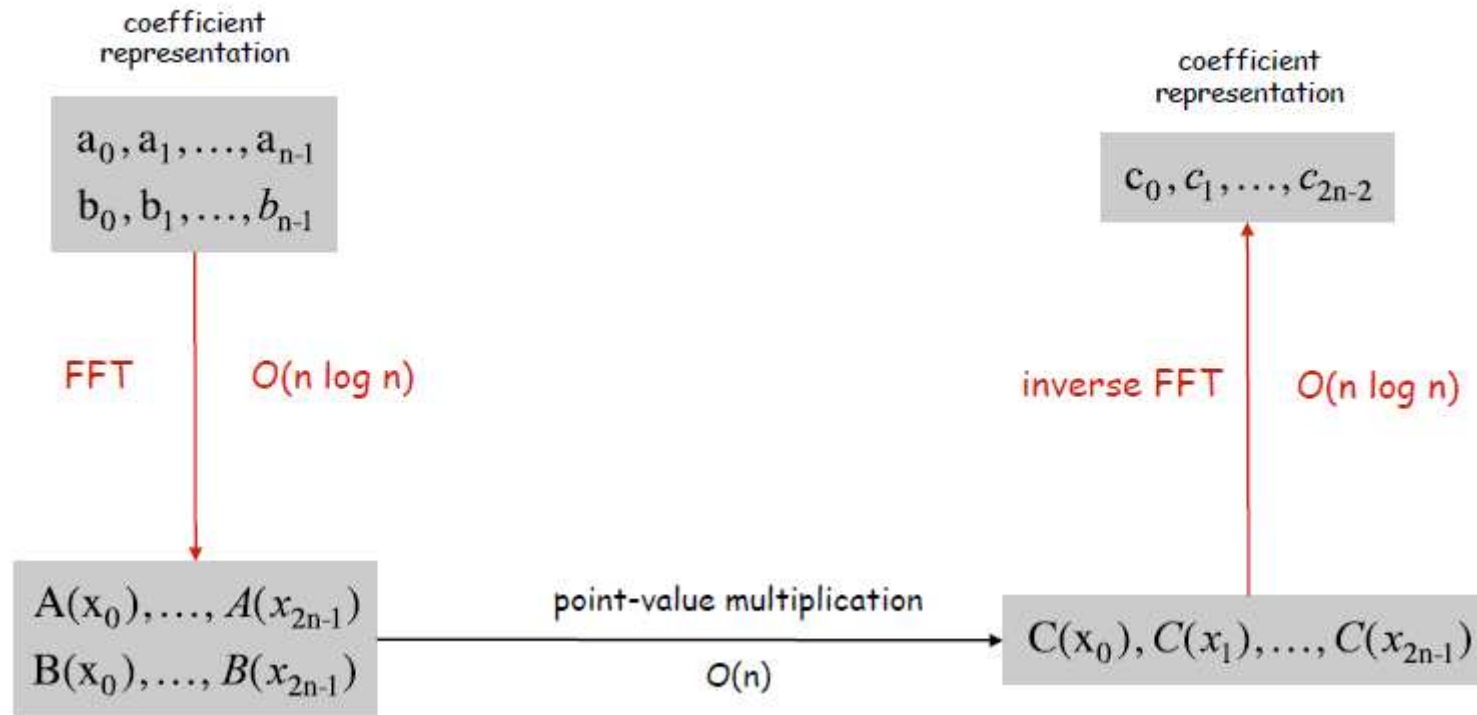 coefficient
representation
a₀, a₁, …, aₙ₋₁
b₀, b₁, …, bₙ₋₁
FFT O(n log n)
A(x₀), …, A(x₂ₙ₋₁)
B(x₀), …, B(x₂ₙ₋₁)
point-value multiplication
O(n)
coefficient
representation
c₀, c₁, …, c₂ₙ₋₂
inverse FFT O(n log n)
C(x₀), C(x₁), …, C(x₂ₙ₋₁)